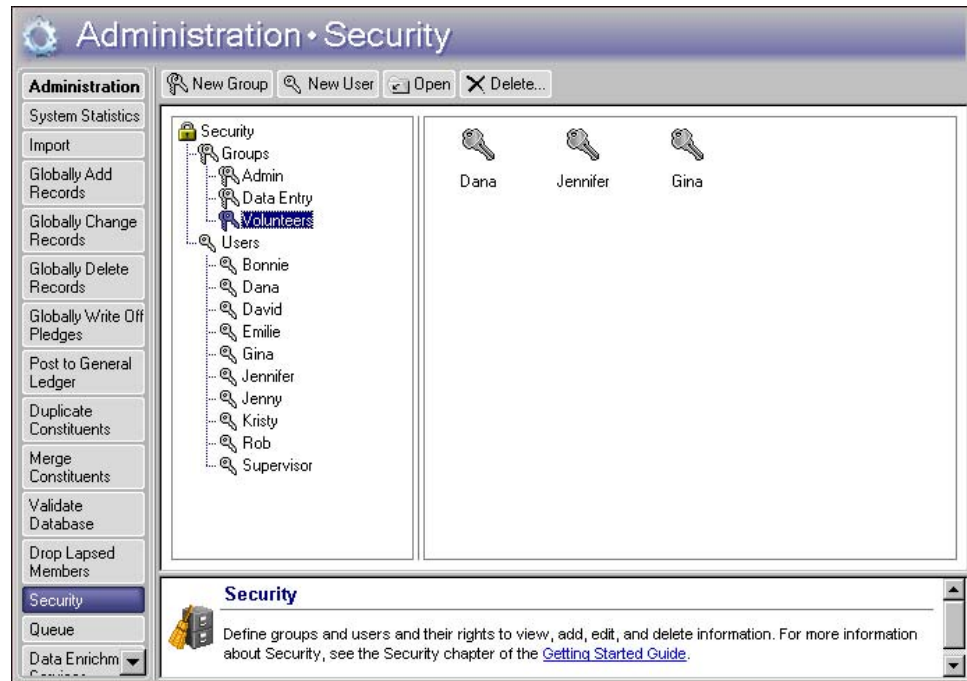 Administration • Security
Administration
System Statistics
Import
Globally Add
Records
Globally Change
Records
Globally Delete
Records
Globally Write Off
Pledges
Post to General
Ledger
Duplicate
Constituents
Merge
Constituents
Validate
Database
Drop Lapsed
Members
Security
Queue
Data Enrichm
New Group
New User
Open
Delete...
Security
Groups
Admin
Data Entry
Volunteers
Users
Bonnie
Dana
David
Emilie
Gina
Jennifer
Jenny
Kristy
Rob
Supervisor
Dana
Jennifer
Gina
Security
Define groups and users and their rights to view, add, edit, and delete information. For more information
about Security, see the Security chapter of the Getting Started Guide.